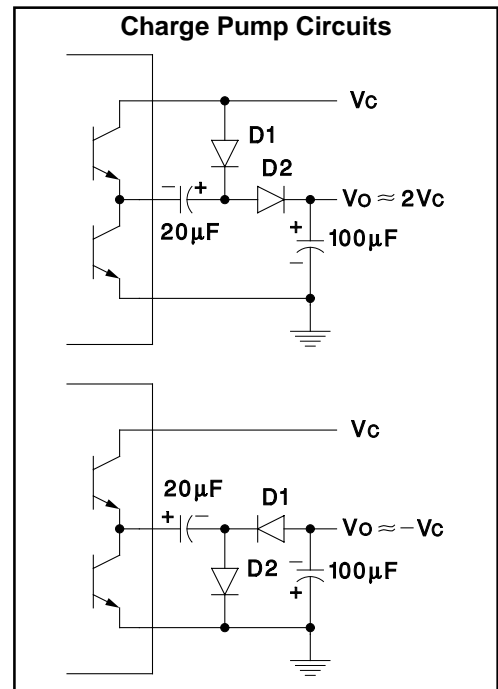 Charge Pump Circuits
Vc
D1
D2
− +
20μF
Vo ≈ 2Vc
+
100μF
−
Vc
20μF
D1
+ −
Vo ≈ −Vc
D2
−
100μF
+